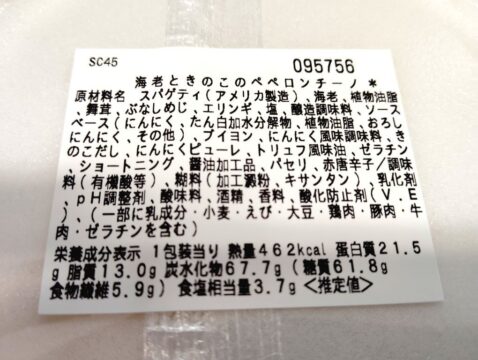 SC45 095756
海老ときのこのペペロンチーノ*
原材料名 スパゲティ(アメリカ製造)、海老、植物油脂
、舞茸、ぶなしめじ、エリンギ、塩、醸造調味料、ソース
ベース(にんにく、たん白加水分解物、植物油脂、おろし
にんにく、その他)、ブイヨン、にんにく風味調味料、き
のこだし、にんにくピューレ、トリュフ風味油、ゼラチン
、ショートニング、醤油加工品、パセリ、赤唐辛子/調味
料(有機酸等)、糊料(加工澱粉、キサンタン)、乳化剤
、pH調整剤、酸味料、酒精、香料、酸化防止剤(V.E
)、(一部に乳成分・小麦・えび・大豆・鶏肉・豚肉・牛
肉・ゼラチンを含む)
栄養成分表示 1包装当り 熱量462kcal 蛋白質21.5
g 脂質13.0g 炭水化物67.7g(糖質61.8g
食物繊維5.9g) 食塩相当量3.7g <推定値>